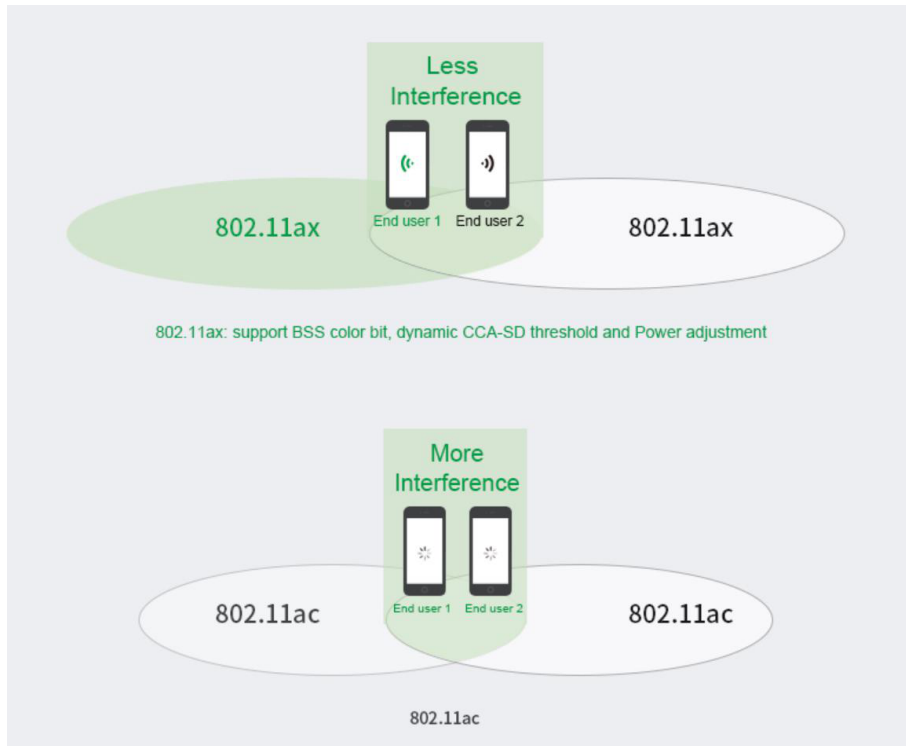 Less
Interference
End user 1
End user 2
802.11ax
802.11ax
802.11ax: support BSS color bit, dynamic CCA-SD threshold and Power adjustment
More
Interference
End user 1
End user 2
802.11ac
802.11ac
802.11ac